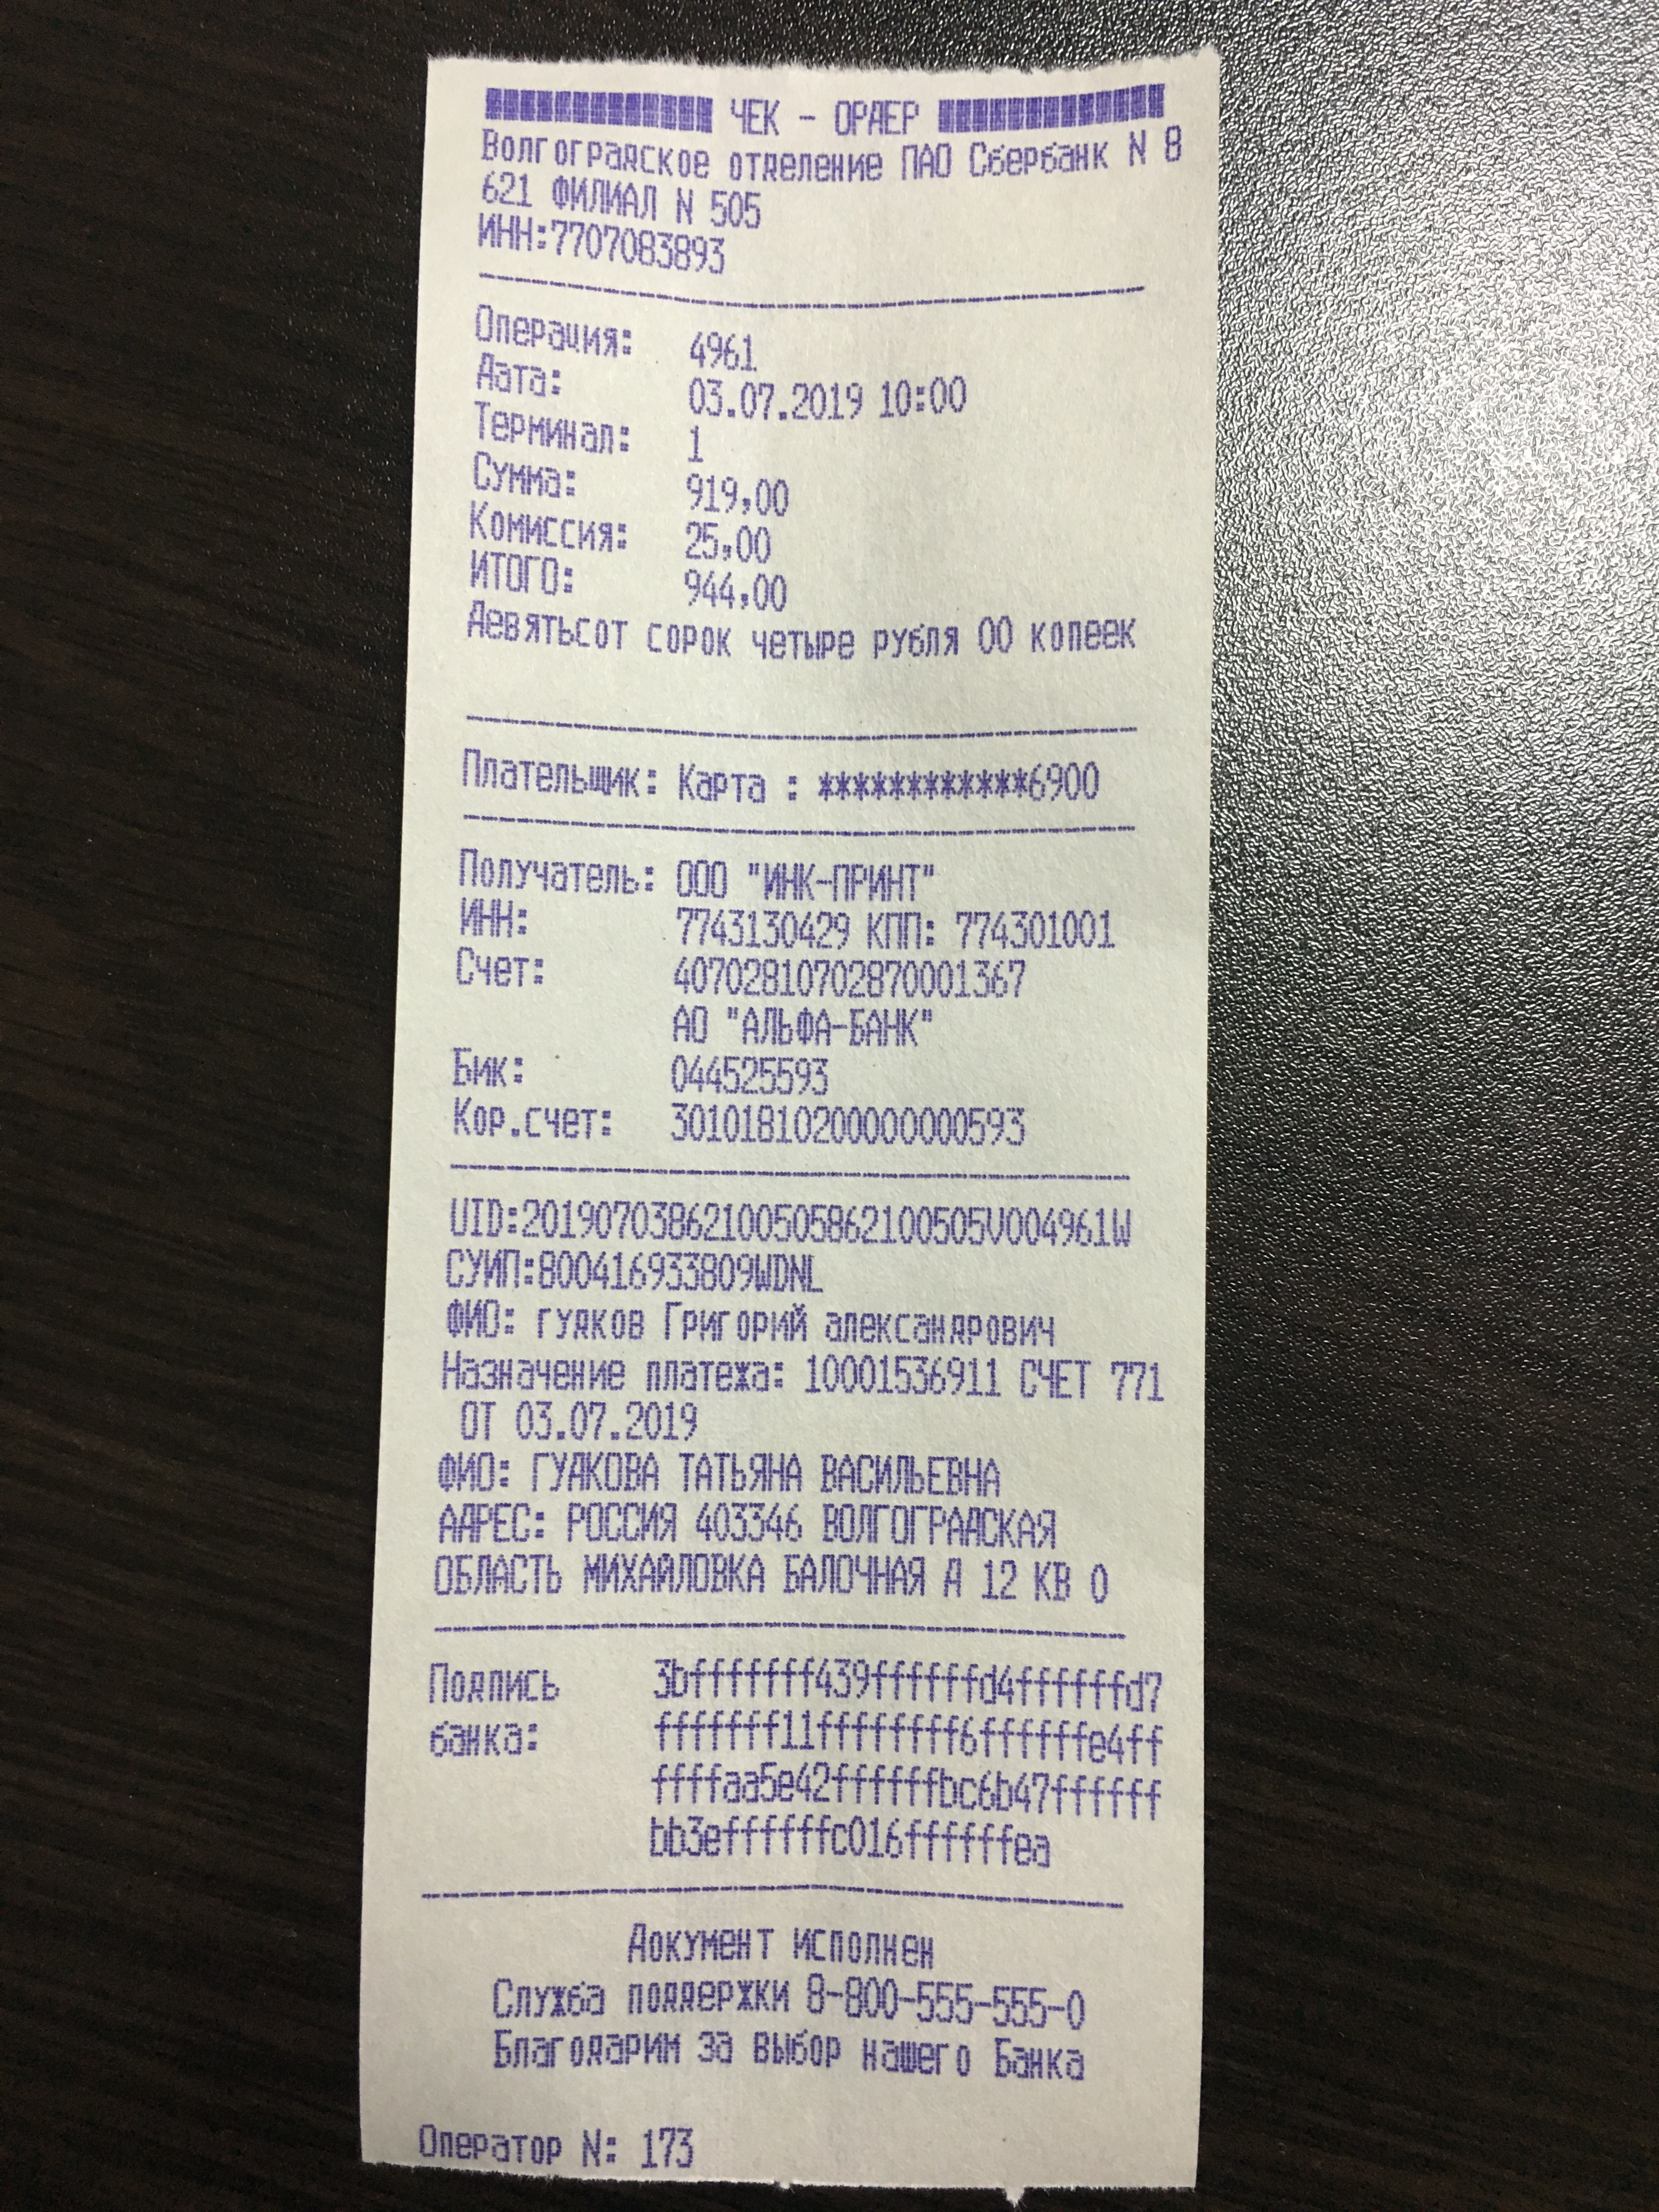 ЧЕК - ОРДЕР
Волгоградское отделение ПАО Сбербанк N 8
621 ФИЛИАЛ N 505
ИНН:7707083893
Операция: 4961
Дата: 03.07.2019 10:00
Терминал: 1
Сумма: 919,00
Комиссия: 25,00
ИТОГО: 944,00
Девятьсот сорок четыре рубля 00 копеек
Плательщик: Карта : ************6900
Получатель: ООО "ИНК-ПРИНТ"
ИНН: 7743130429 КПП: 774301001
Счет: 40702810702870001367
АО "АЛЬФА-БАНК"
Бик: 044525593
Кор.счет: 30101810200000000593
UID:20190703862100505862100505V004961W
СУИП:800416933809WDNL
ФИО: гудков Григорий александрович
Назначение платежа: 10001536911 СЧЕТ 771
ОТ 03.07.2019
ФИО: ГУДКОВА ТАТЬЯНА ВАСИЛЬЕВНА
АДРЕС: РОССИЯ 403346 ВОЛГОГРАДСКАЯ
ОБЛАСТЬ МИХАЙЛОВКА БАЛОЧНАЯ Д 12 КВ 0
Подпись 3bfffffff439ffffffd4ffffffd7
банка: fffffff11ffffffff6ffffffe4ff
ffffaa5e42ffffffbc6b47ffffff
bb3effffffc016ffffffea
Документ исполнен
Служба поддержки 8-800-555-555-0
Благодарим за выбор нашего Банка
Оператор N: 173